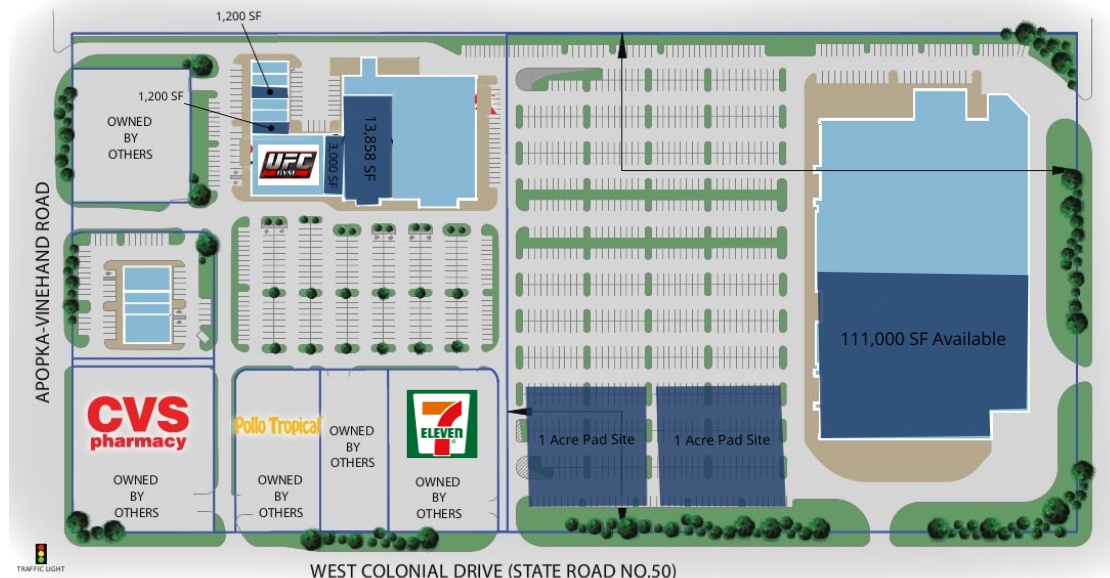 1,200 SF
1,200 SF
OWNED
BY
OTHERS
UFC
GYM
3,000 SF
13,858 SF
APOPKA-VINEHAND ROAD
111,000 SF Available
CVS
pharmacy
OWNED
BY
OTHERS
Pollo Tropical
OWNED
BY
OTHERS
OWNED
BY
OTHERS
7
ELEVEN
OWNED
BY
OTHERS
1 Acre Pad Site
1 Acre Pad Site
TRAFFIC LIGHT
WEST COLONIAL DRIVE (STATE ROAD NO.50)